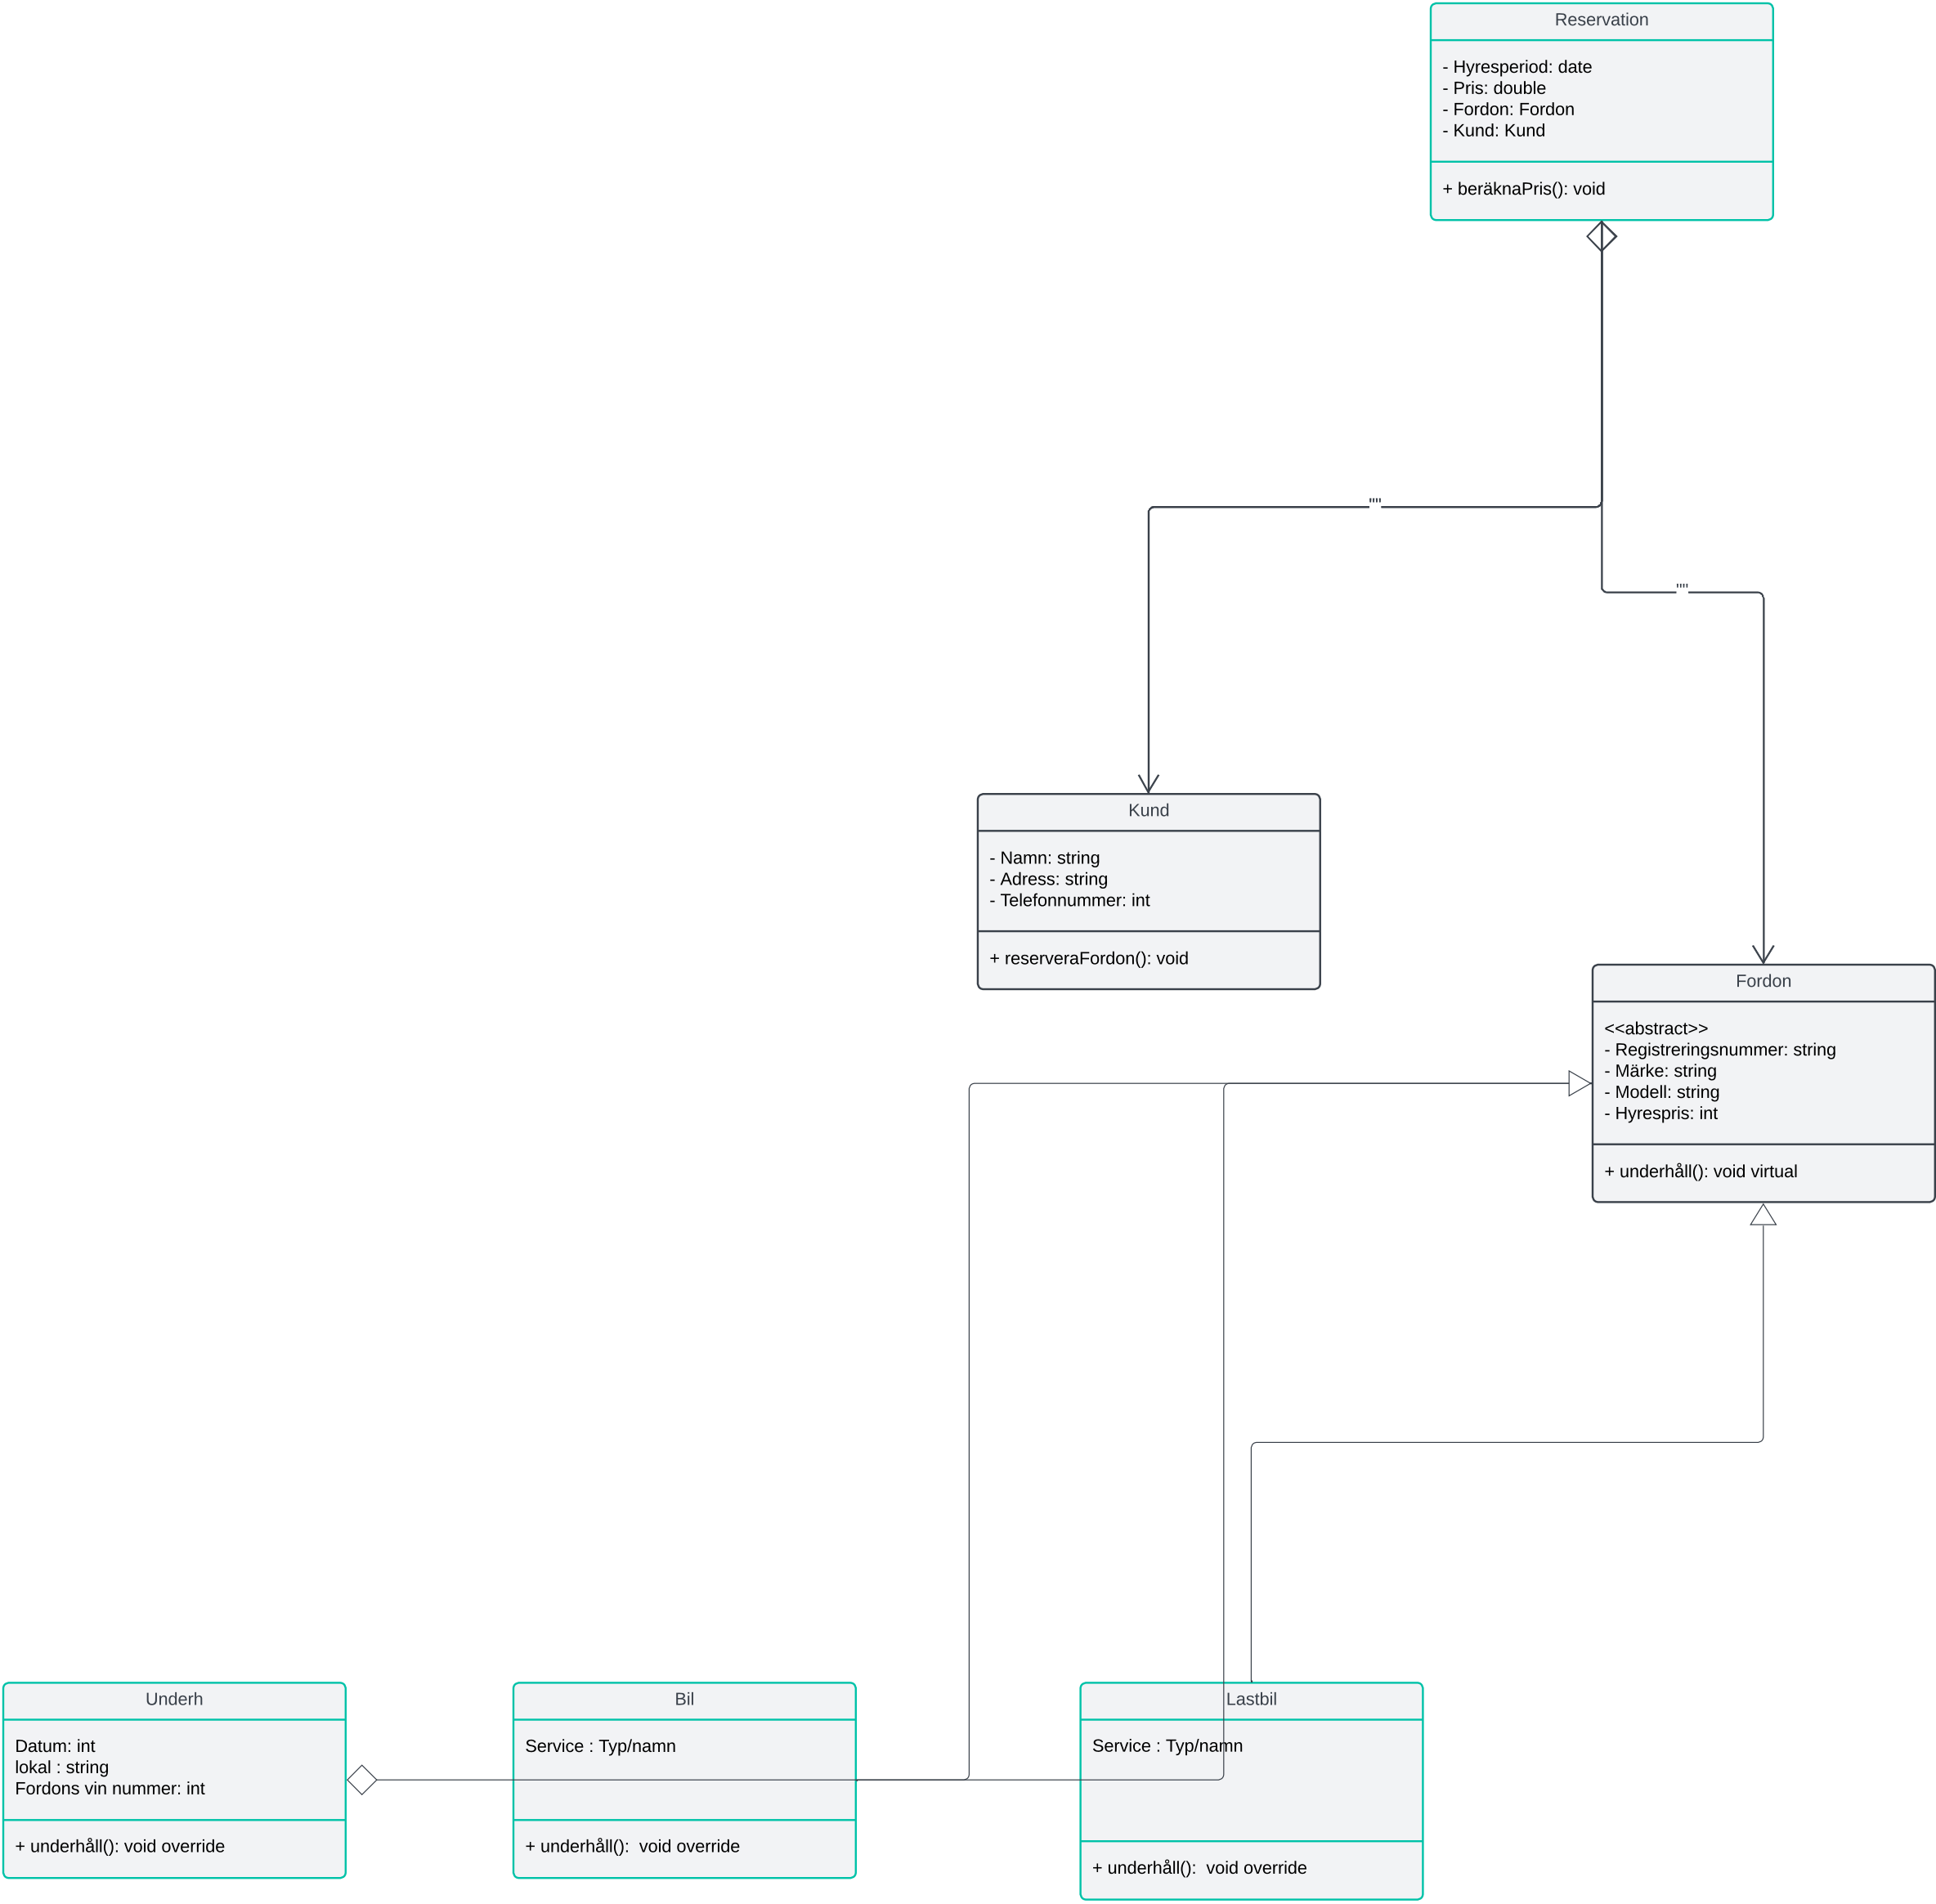 Reservation
- Hyresperiod: date
- Pris: double
- Fordon: Fordon
- Kund: Kund
+ beräknaPris(): void
""
""
Kund
- Namn: string
- Adress: string
- Telefonnummer: int
+ reserveraFordon(): void
Fordon
<<abstract>>
- Registreringsnummer: string
- Märke: string
- Modell: string
- Hyrespris: int
+ underhåll(): void virtual
Underh
Datum: int
lokal : string
Fordons vin nummer: int
+ underhåll(): void override
Bil
Service : Typ/namn
+ underhåll():  void override
Lastbil
Service : Typ/namn
+ underhåll():  void override